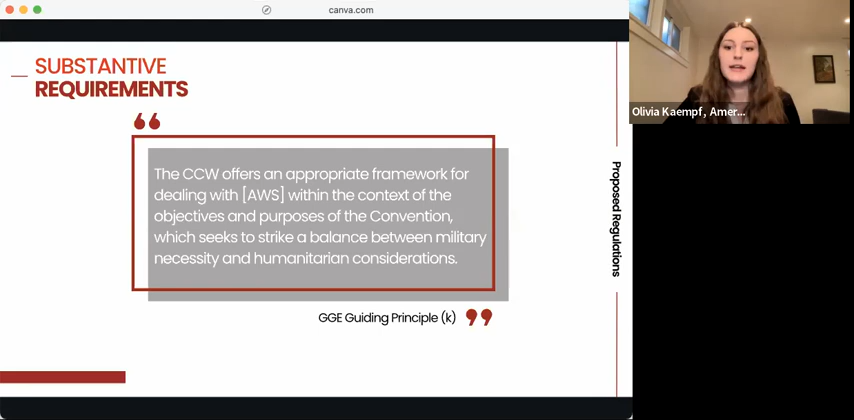 canva.com
SUBSTANTIVE
REQUIREMENTS
“
The CCW offers an appropriate framework for
dealing with [AWS] within the context of the
objectives and purposes of the Convention,
which seeks to strike a balance between military
necessity and humanitarian considerations.
GGE Guiding Principle (k) ”
Proposed Regulations
Olivia Kaempf, Amer...